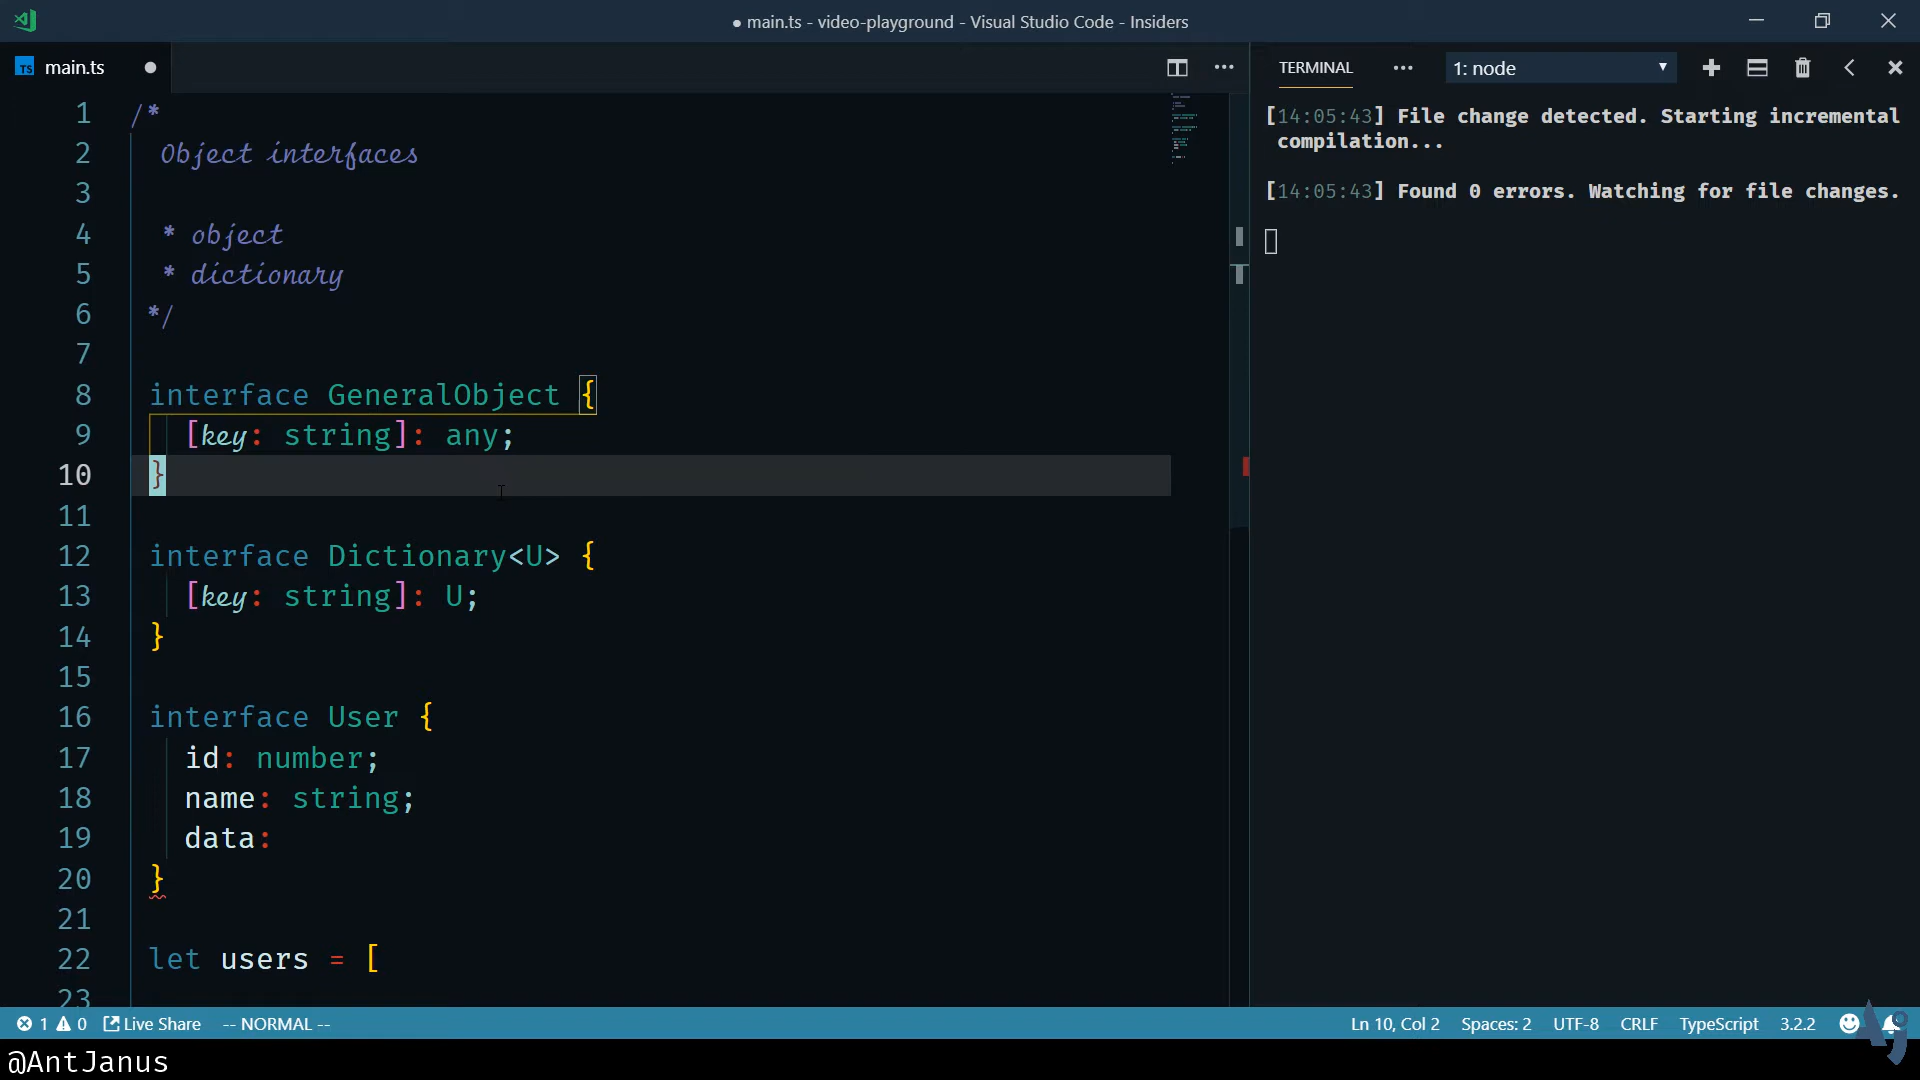 ● main.ts - video-playground - Visual Studio Code - Insiders
TS main.ts ●
TERMINAL ··· 1: node
1 /*
2 Object interfaces
3
4 * object
5 * dictionary
6 */
7
8 interface GeneralObject {
9 [key: string]: any;
10 }
11
12 interface Dictionary<U> {
13 [key: string]: U;
14 }
15
16 interface User {
17 id: number;
18 name: string;
19 data:
20 }
21
22 let users = [
23
[14:05:43] File change detected. Starting incremental
compilation...
[14:05:43] Found 0 errors. Watching for file changes.
1 0 Live Share -- NORMAL -- Ln 10, Col 2 Spaces: 2 UTF-8 CRLF TypeScript 3.2.2
Aj
@AntJanus